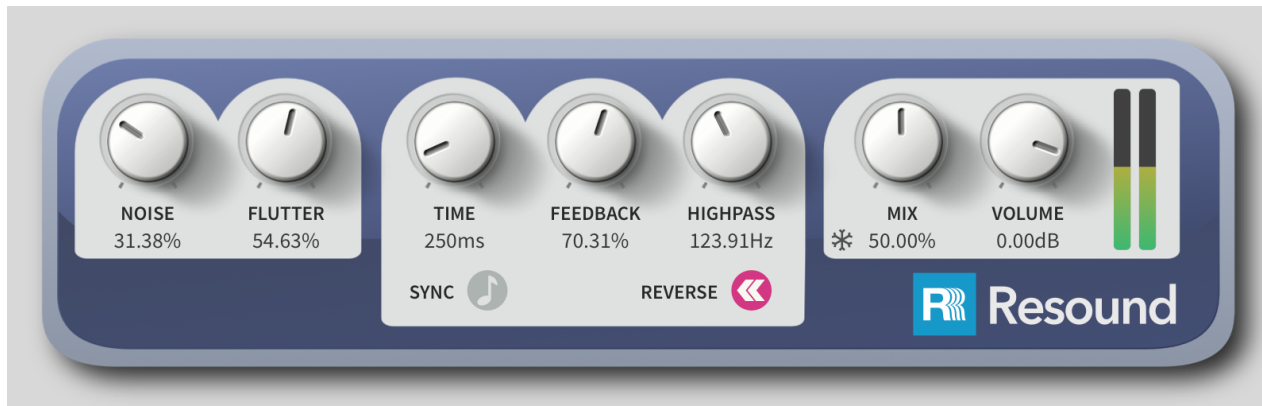 NOISE FLUTTER TIME FEEDBACK HIGHPASS MIX VOLUME
31.38% 54.63% 250ms 70.31% 123.91Hz 50.00% 0.00dB
SYNC REVERSE
R Resound